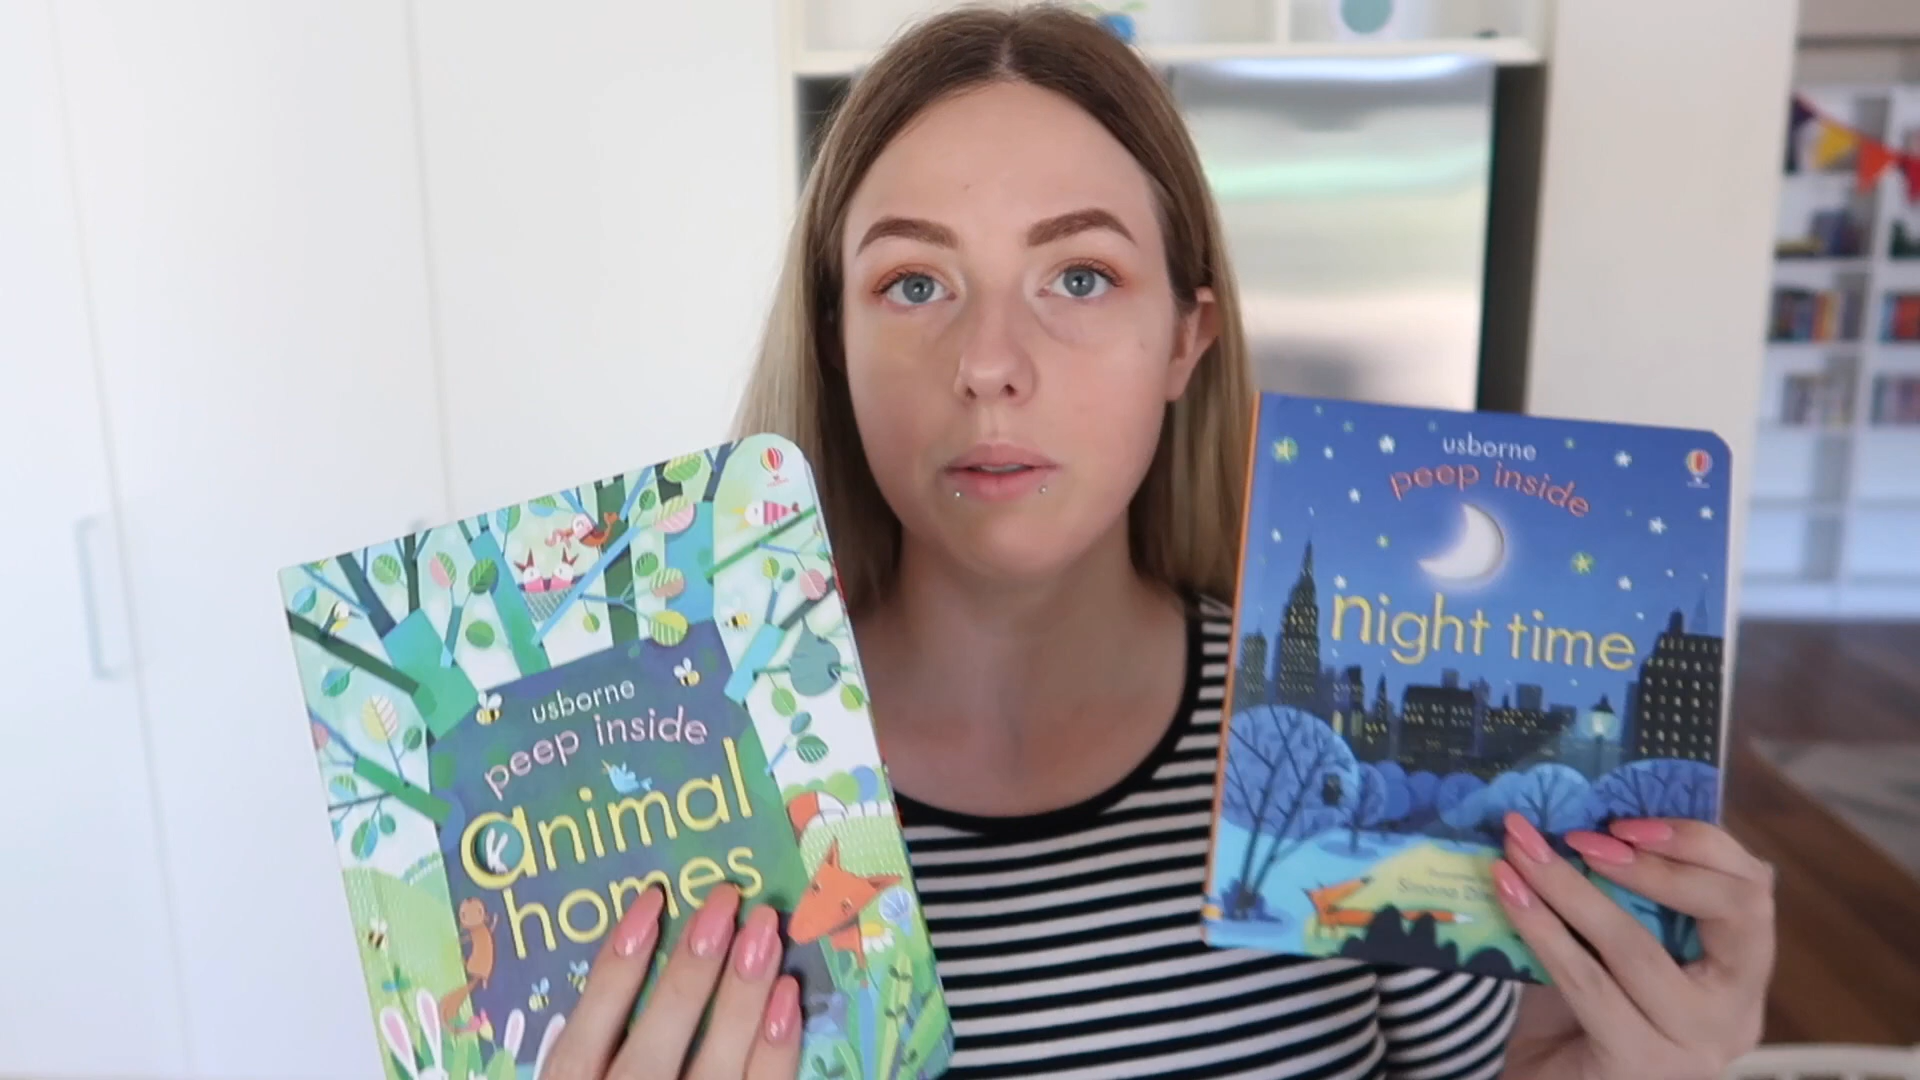 usborne
peep inside
animal
homes
usborne
peep inside
night time